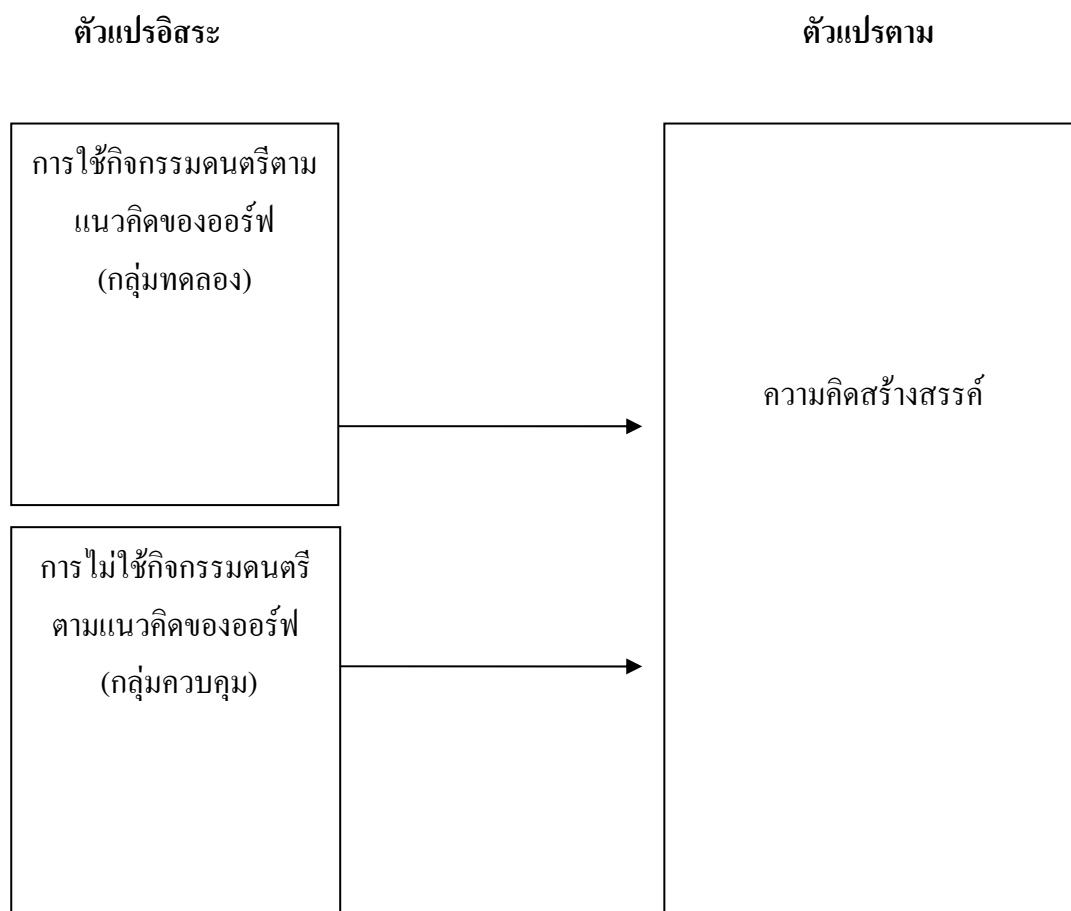 ตัวแปรอิสระ
ตัวแปรตาม
การใช้กิจกรรมดนตรีตาม
แนวคิดของออร์ฟ
(กลุ่มทดลอง)
ความคิดสร้างสรรค์
การไม่ใช้กิจกรรมดนตรี
ตามแนวคิดของออร์ฟ
(กลุ่มควบคุม)